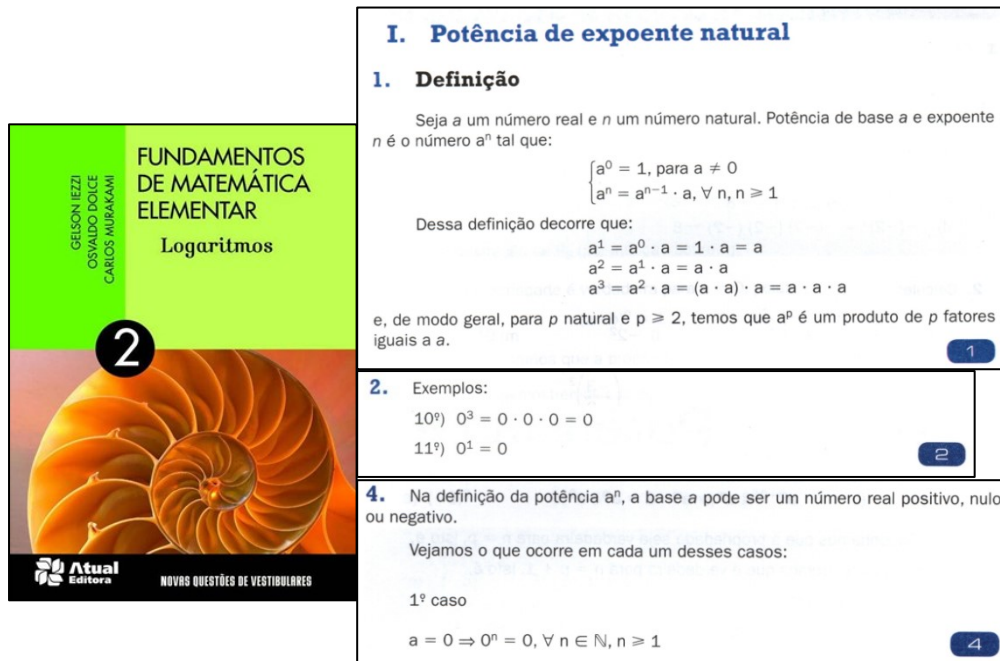 GELSON IEZZI
OSVALDO DOLCE
CARLOS MURAKAMI
FUNDAMENTOS
DE MATEMÁTICA
ELEMENTAR
Logaritmos
2
Atual
Editora
NOVAS QUESTÕES DE VESTIBULARES
I. Potência de expoente natural
1. Definição
Seja a um número real e n um número natural. Potência de base a e expoente
n é o número aⁿ tal que:
a⁰ = 1, para a ≠ 0
aⁿ = aⁿ⁻¹ · a, ∀ n, n ⩾ 1
Dessa definição decorre que:
a¹ = a⁰ · a = 1 · a = a
a² = a¹ · a = a · a
a³ = a² · a = (a · a) · a = a · a · a
e, de modo geral, para p natural e p ⩾ 2, temos que aᵖ é um produto de p fatores
iguais a a.
1
2. Exemplos:
10º) 0³ = 0 · 0 · 0 = 0
11º) 0¹ = 0
2
4. Na definição da potência aⁿ, a base a pode ser um número real positivo, nulo
ou negativo.
Vejamos o que ocorre em cada um desses casos:
1º caso
a = 0 ⇒ 0ⁿ = 0, ∀ n ∈ ℕ, n ⩾ 1
4